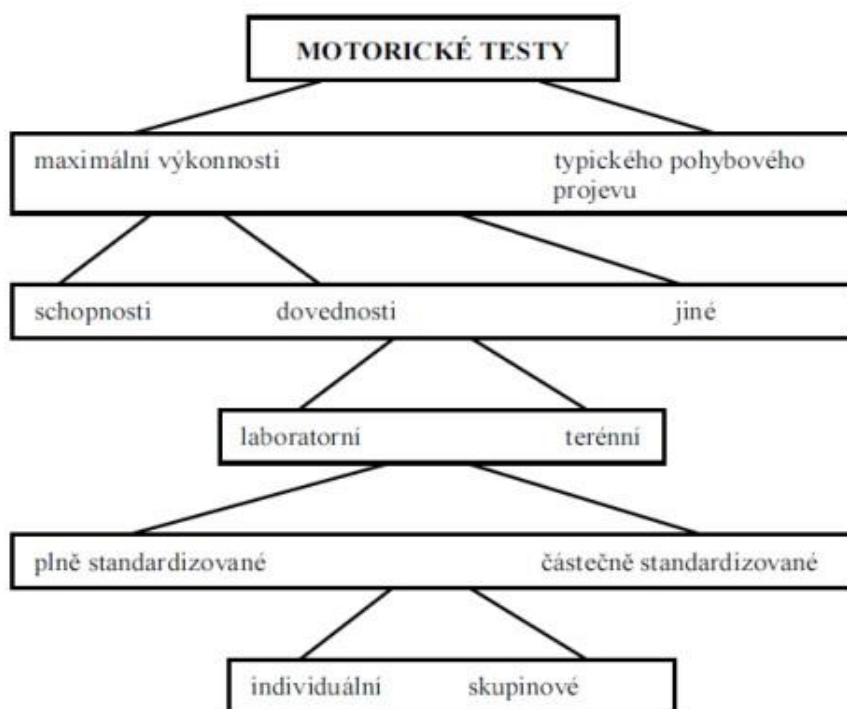 MOTORICKÉ TESTY
maximální výkonnosti typického pohybového
projevu
schopnosti dovednosti jiné
laboratorní terénní
plně standardizované částečně standardizované
individuální skupinové